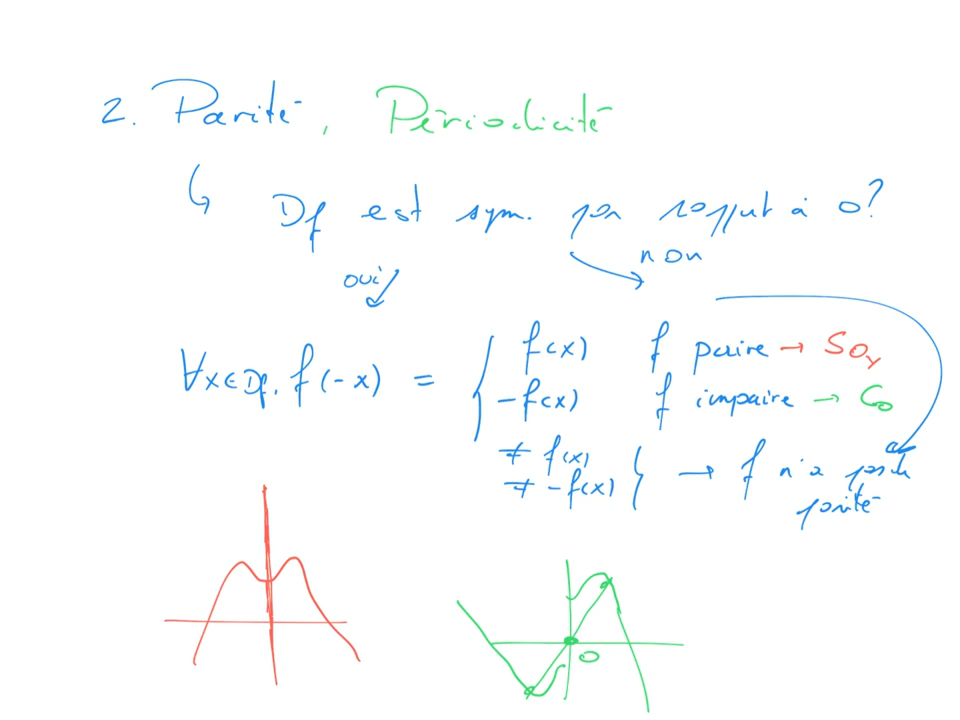 2. Parité, Périodicité
↳ Df est sym. par rapport à 0?
oui non
∀x∈Df, f(-x) = { f(x) f paire → SOy
-f(x) f impaire → Co
≠ f(x)
≠ -f(x) } → f n'a pas de
parité
O